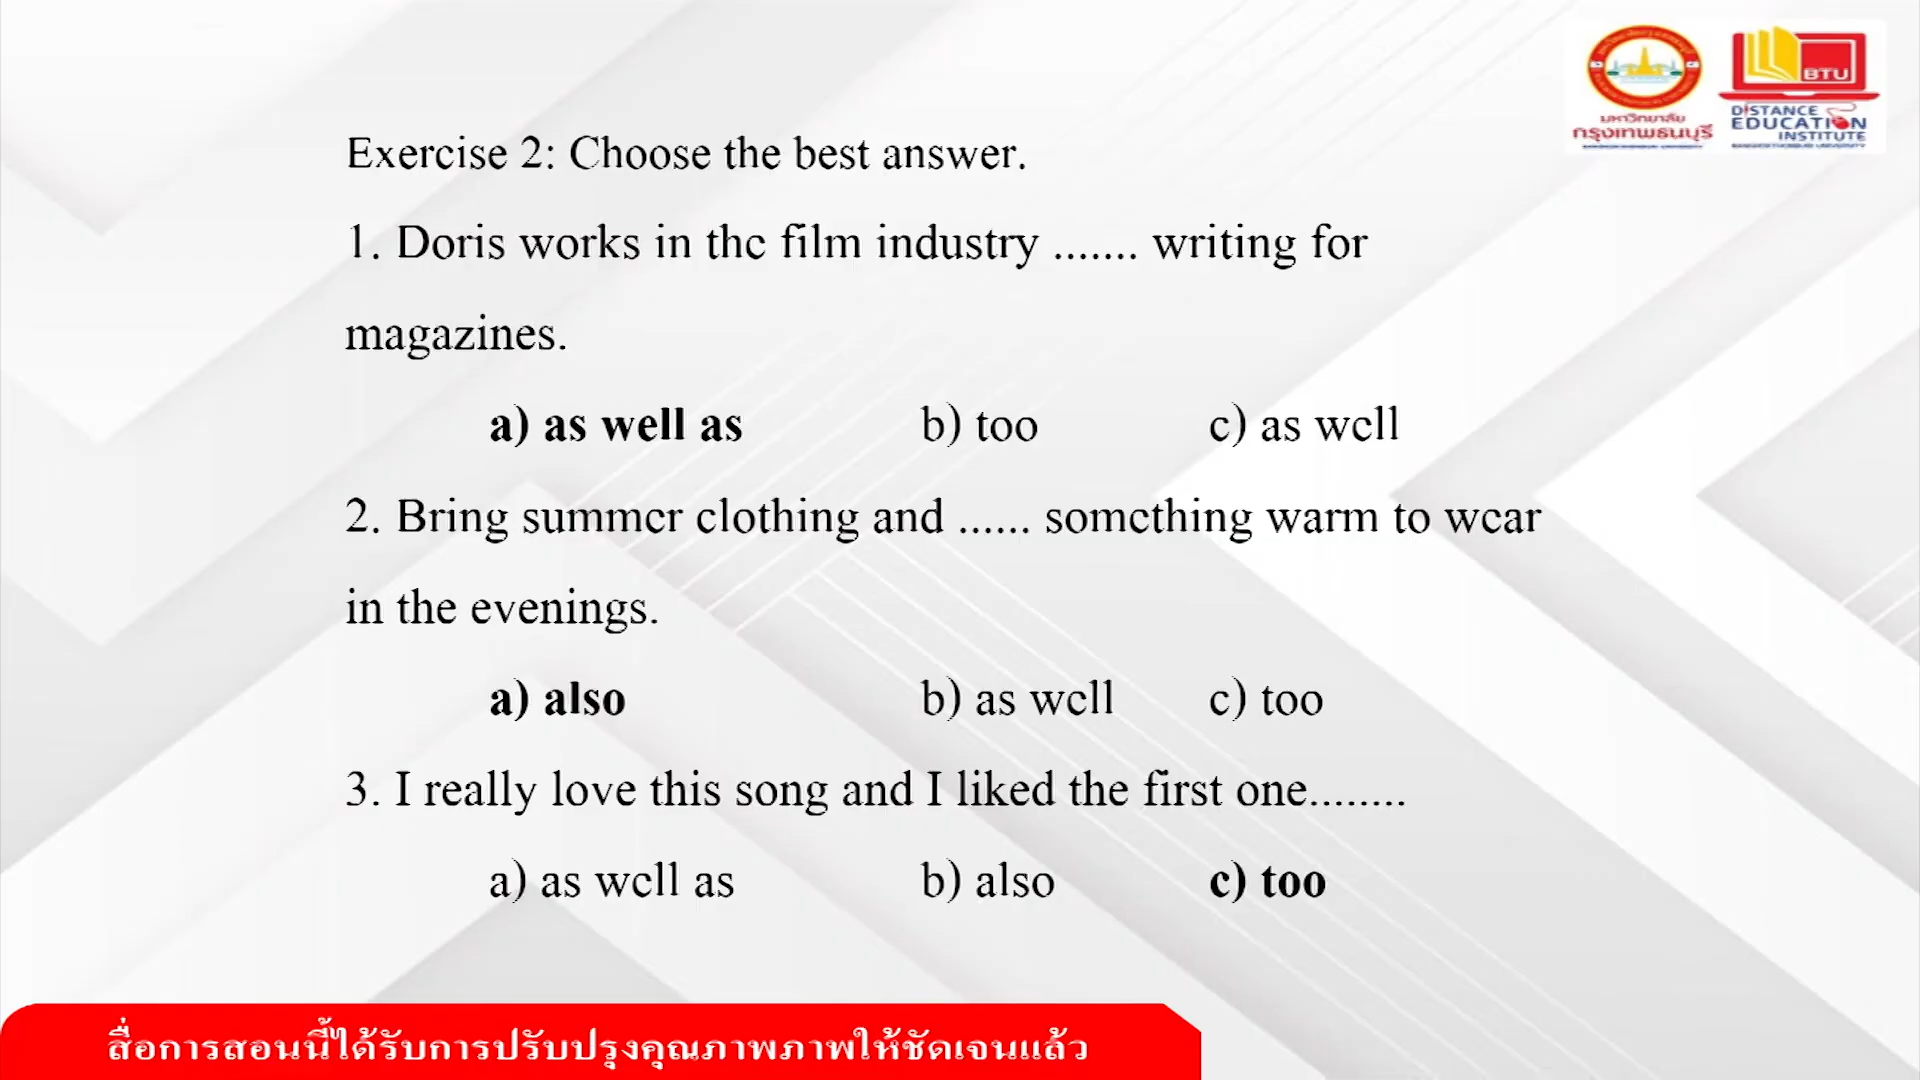 มหาวิทยาลัย
กรุงเทพธนบุรี
BTU
DISTANCE
EDUCATION
INSTITUTE
Exercise 2: Choose the best answer.
1. Doris works in the film industry ....... writing for
magazines.
a) as well as b) too c) as well
2. Bring summer clothing and ...... something warm to wear
in the evenings.
a) also b) as well c) too
3. I really love this song and I liked the first one........
a) as well as b) also c) too
สื่อการสอนนี้ได้รับการปรับปรุงคุณภาพภาพให้ชัดเจนแล้ว